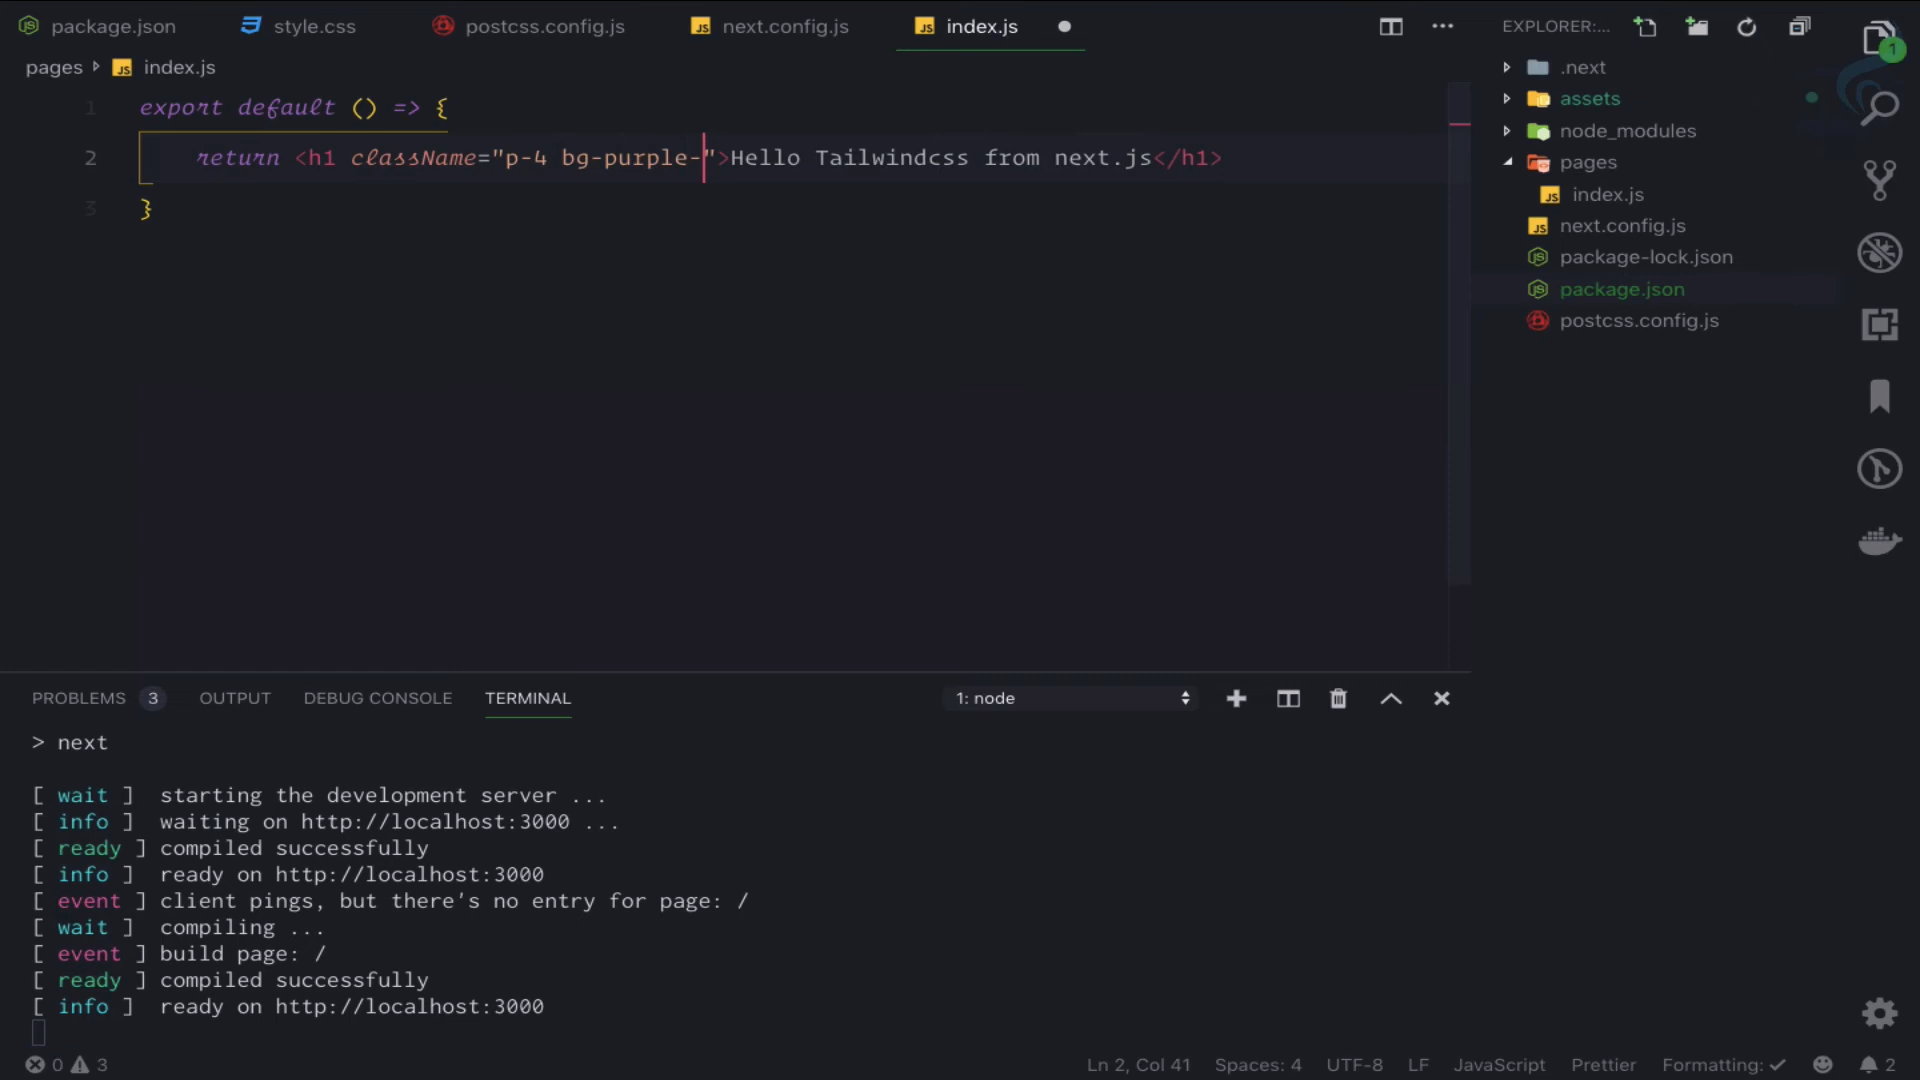 package.json style.css postcss.config.js next.config.js index.js
EXPLORER:...
pages index.js
1 export default () => {
2 return <h1 className="p-4 bg-purple-">Hello Tailwindcss from next.js</h1>
3 }
.next
assets
node_modules
pages
index.js
next.config.js
package-lock.json
package.json
postcss.config.js
1
PROBLEMS 3 OUTPUT DEBUG CONSOLE TERMINAL 1: node
> next
[ wait ] starting the development server ...
[ info ] waiting on http://localhost:3000 ...
[ ready ] compiled successfully
[ info ] ready on http://localhost:3000
[ event ] client pings, but there's no entry for page: /
[ wait ] compiling ...
[ event ] build page: /
[ ready ] compiled successfully
[ info ] ready on http://localhost:3000
0 3 Ln 2, Col 41 Spaces: 4 UTF-8 LF JavaScript Prettier Formatting: ✓ 2